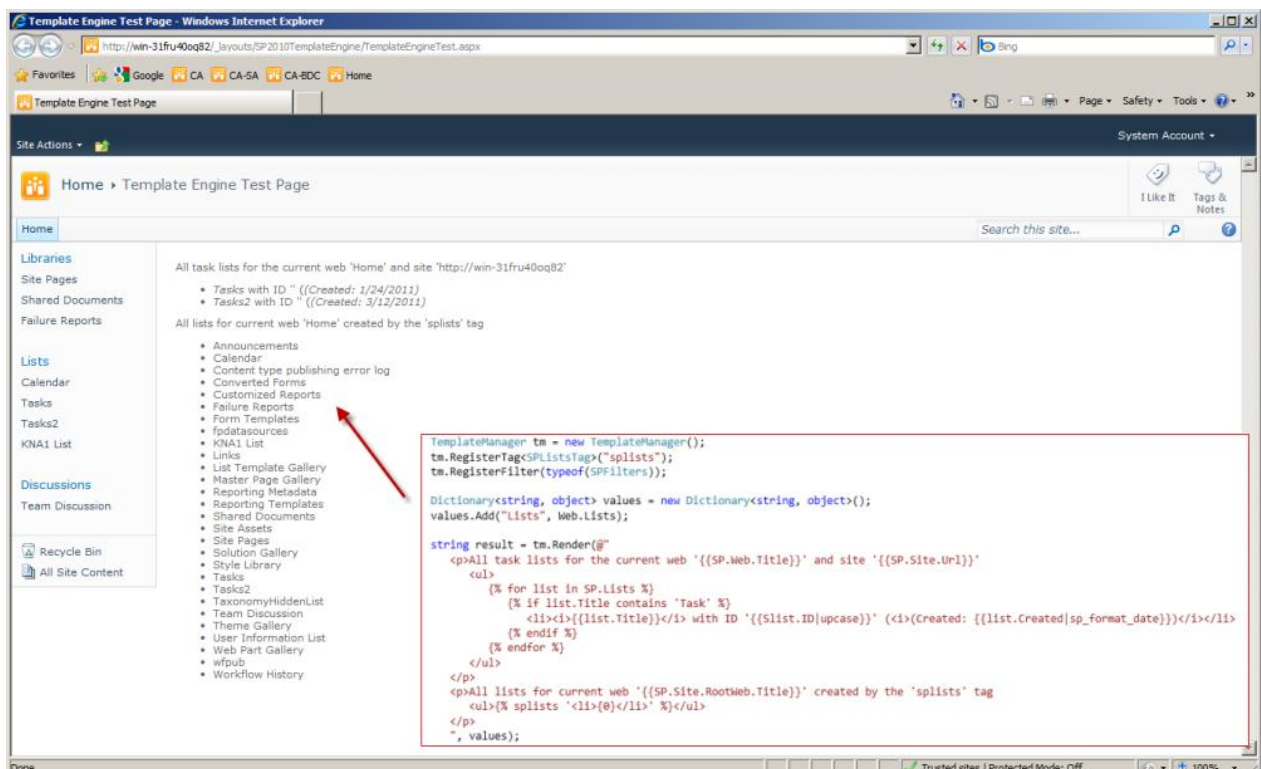 Template Engine Test Page - Windows Internet Explorer
http://win-31fru40oq82/_layouts/SP2010TemplateEngine/TemplateEngineTest.aspx
Bing
Favorites Google CA CA-SA CA-BDC Home
Template Engine Test Page
Page Safety Tools
Site Actions
System Account
Home Template Engine Test Page
I Like It
Tags &
Notes
Home
Search this site...
Libraries
Site Pages
Shared Documents
Failure Reports
Lists
Calendar
Tasks
Tasks2
KNA1 List
Discussions
Team Discussion
Recycle Bin
All Site Content
All task lists for the current web 'Home' and site 'http://win-31fru40oq82'
• Tasks with ID '' ((Created: 1/24/2011)
• Tasks2 with ID '' ((Created: 3/12/2011)
All lists for current web 'Home' created by the 'splists' tag
• Announcements
• Calendar
• Content type publishing error log
• Converted Forms
• Customized Reports
• Failure Reports
• Form Templates
• fpdatasources
• KNA1 List
• Links
• List Template Gallery
• Master Page Gallery
• Reporting Metadata
• Reporting Templates
• Shared Documents
• Site Assets
• Site Pages
• Solution Gallery
• Style Library
• Tasks
• Tasks2
• TaxonomyHiddenList
• Team Discussion
• Theme Gallery
• User Information List
• Web Part Gallery
• wfpub
• Workflow History
TemplateManager tm = new TemplateManager();
tm.RegisterTag<SPListsTag>("splists");
tm.RegisterFilter(typeof(SPFilters));
Dictionary<string, object> values = new Dictionary<string, object>();
values.Add("Lists", Web.Lists);
string result = tm.Render(@"
<p>All task lists for the current web '{{SP.Web.Title}}' and site '{{SP.Site.Url}}'
<ul>
{% for list in SP.Lists %}
{% if list.Title contains 'Task' %}
<li><i>{{list.Title}}</i> with ID '{{Slist.ID|upcase}}' (<i>(Created: {{list.Created|sp_format_date}})</i></li>
{% endif %}
{% endfor %}
</ul>
</p>
<p>All lists for current web '{{SP.Site.RootWeb.Title}}' created by the 'splists' tag
<ul>{% splists '<li>{0}</li>' %}</ul>
</p>
", values);
Done
Trusted sites | Protected Mode: Off
100%